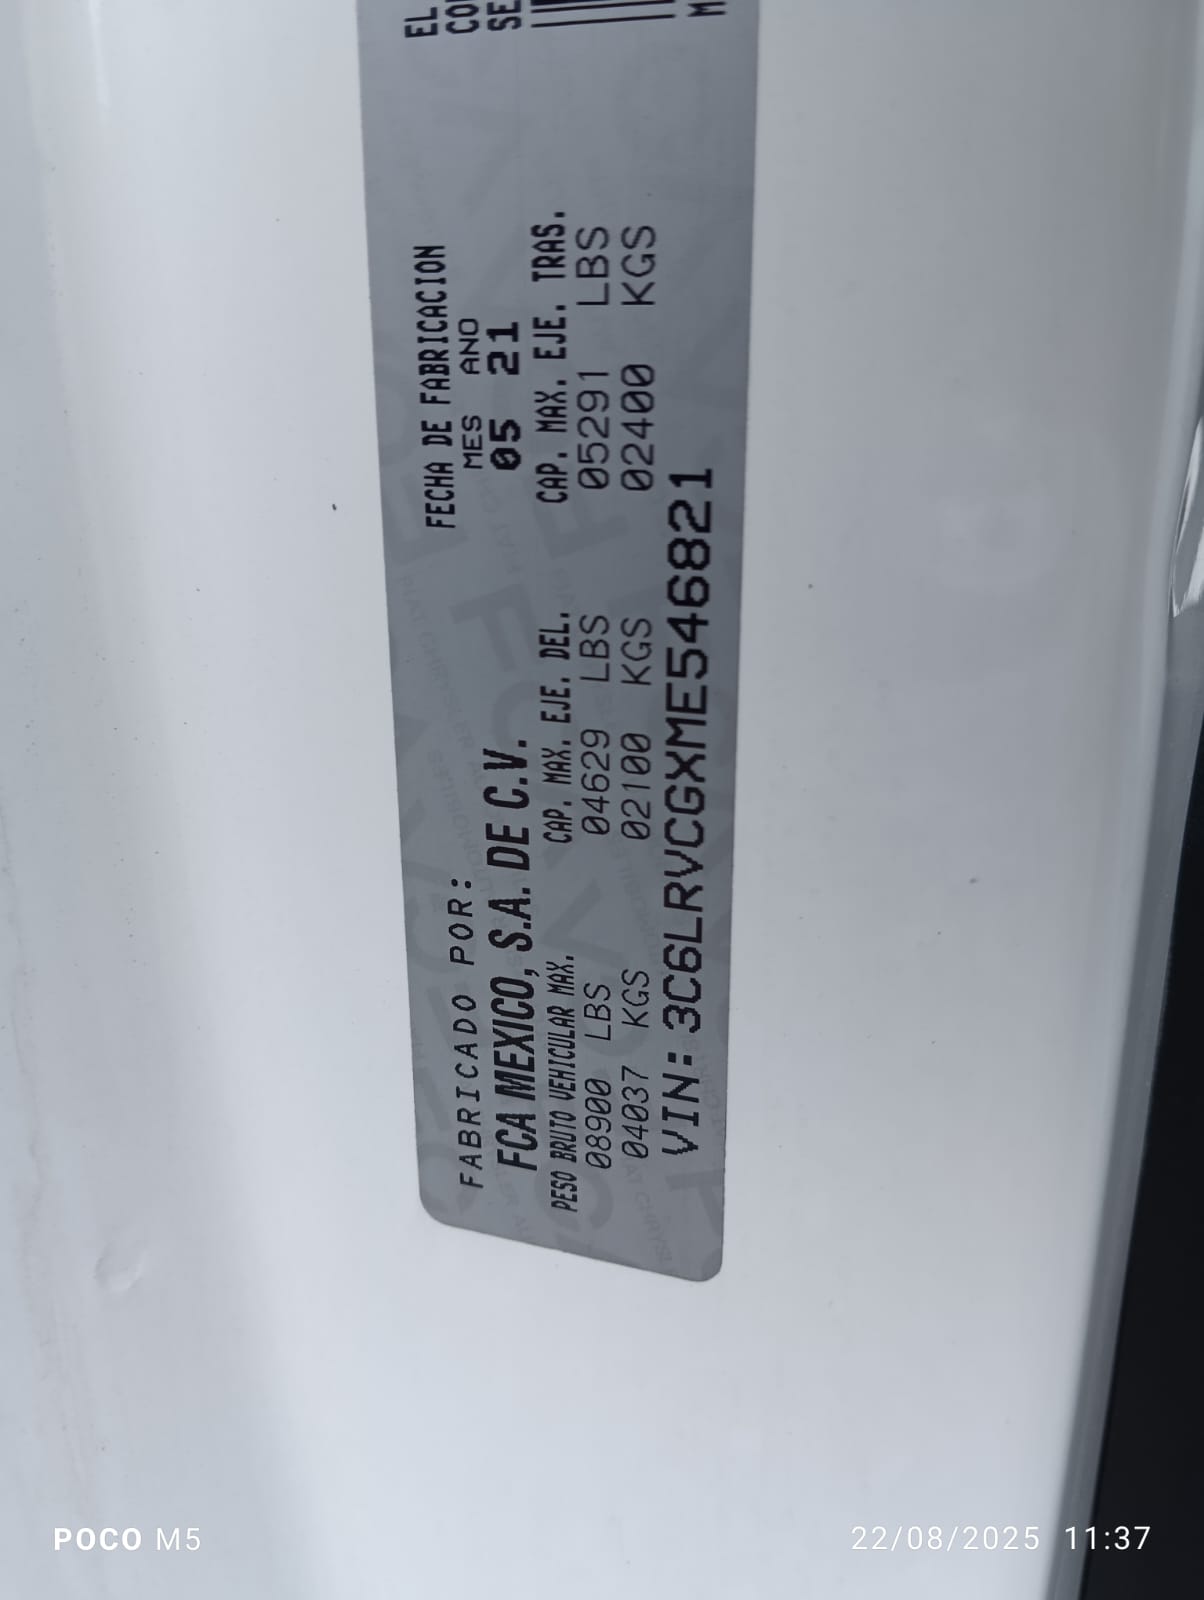 FABRICADO POR:
FECHA DE FABRICACION
MES ANO
FCA MEXICO, S.A. DE C.V.
05 21
PESO BRUTO VEHICULAR MAX. CAP. MAX. EJE. DEL. CAP. MAX. EJE. TRAS.
08900 LBS 04629 LBS 05291 LBS
04037 KGS 02100 KGS 02400 KGS
VIN: 3C6LRVCGXME546821
EL
POCO M5
22/08/2025 11:37